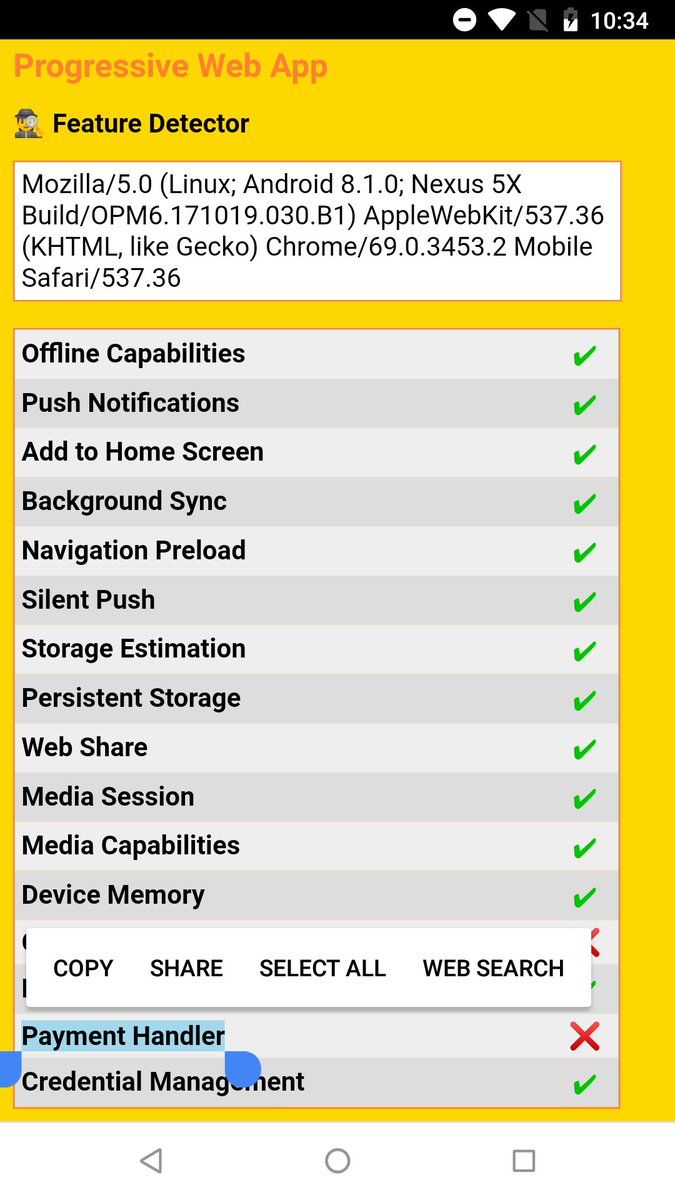 10:34
Progressive Web App
Feature Detector
Mozilla/5.0 (Linux; Android 8.1.0; Nexus 5X
Build/OPM6.171019.030.B1) AppleWebKit/537.36
(KHTML, like Gecko) Chrome/69.0.3453.2 Mobile
Safari/537.36
Offline Capabilities
Push Notifications
Add to Home Screen
Background Sync
Navigation Preload
Silent Push
Storage Estimation
Persistent Storage
Web Share
Media Session
Media Capabilities
Device Memory
COPY SHARE SELECT ALL WEB SEARCH
Payment Handler
Credential Management